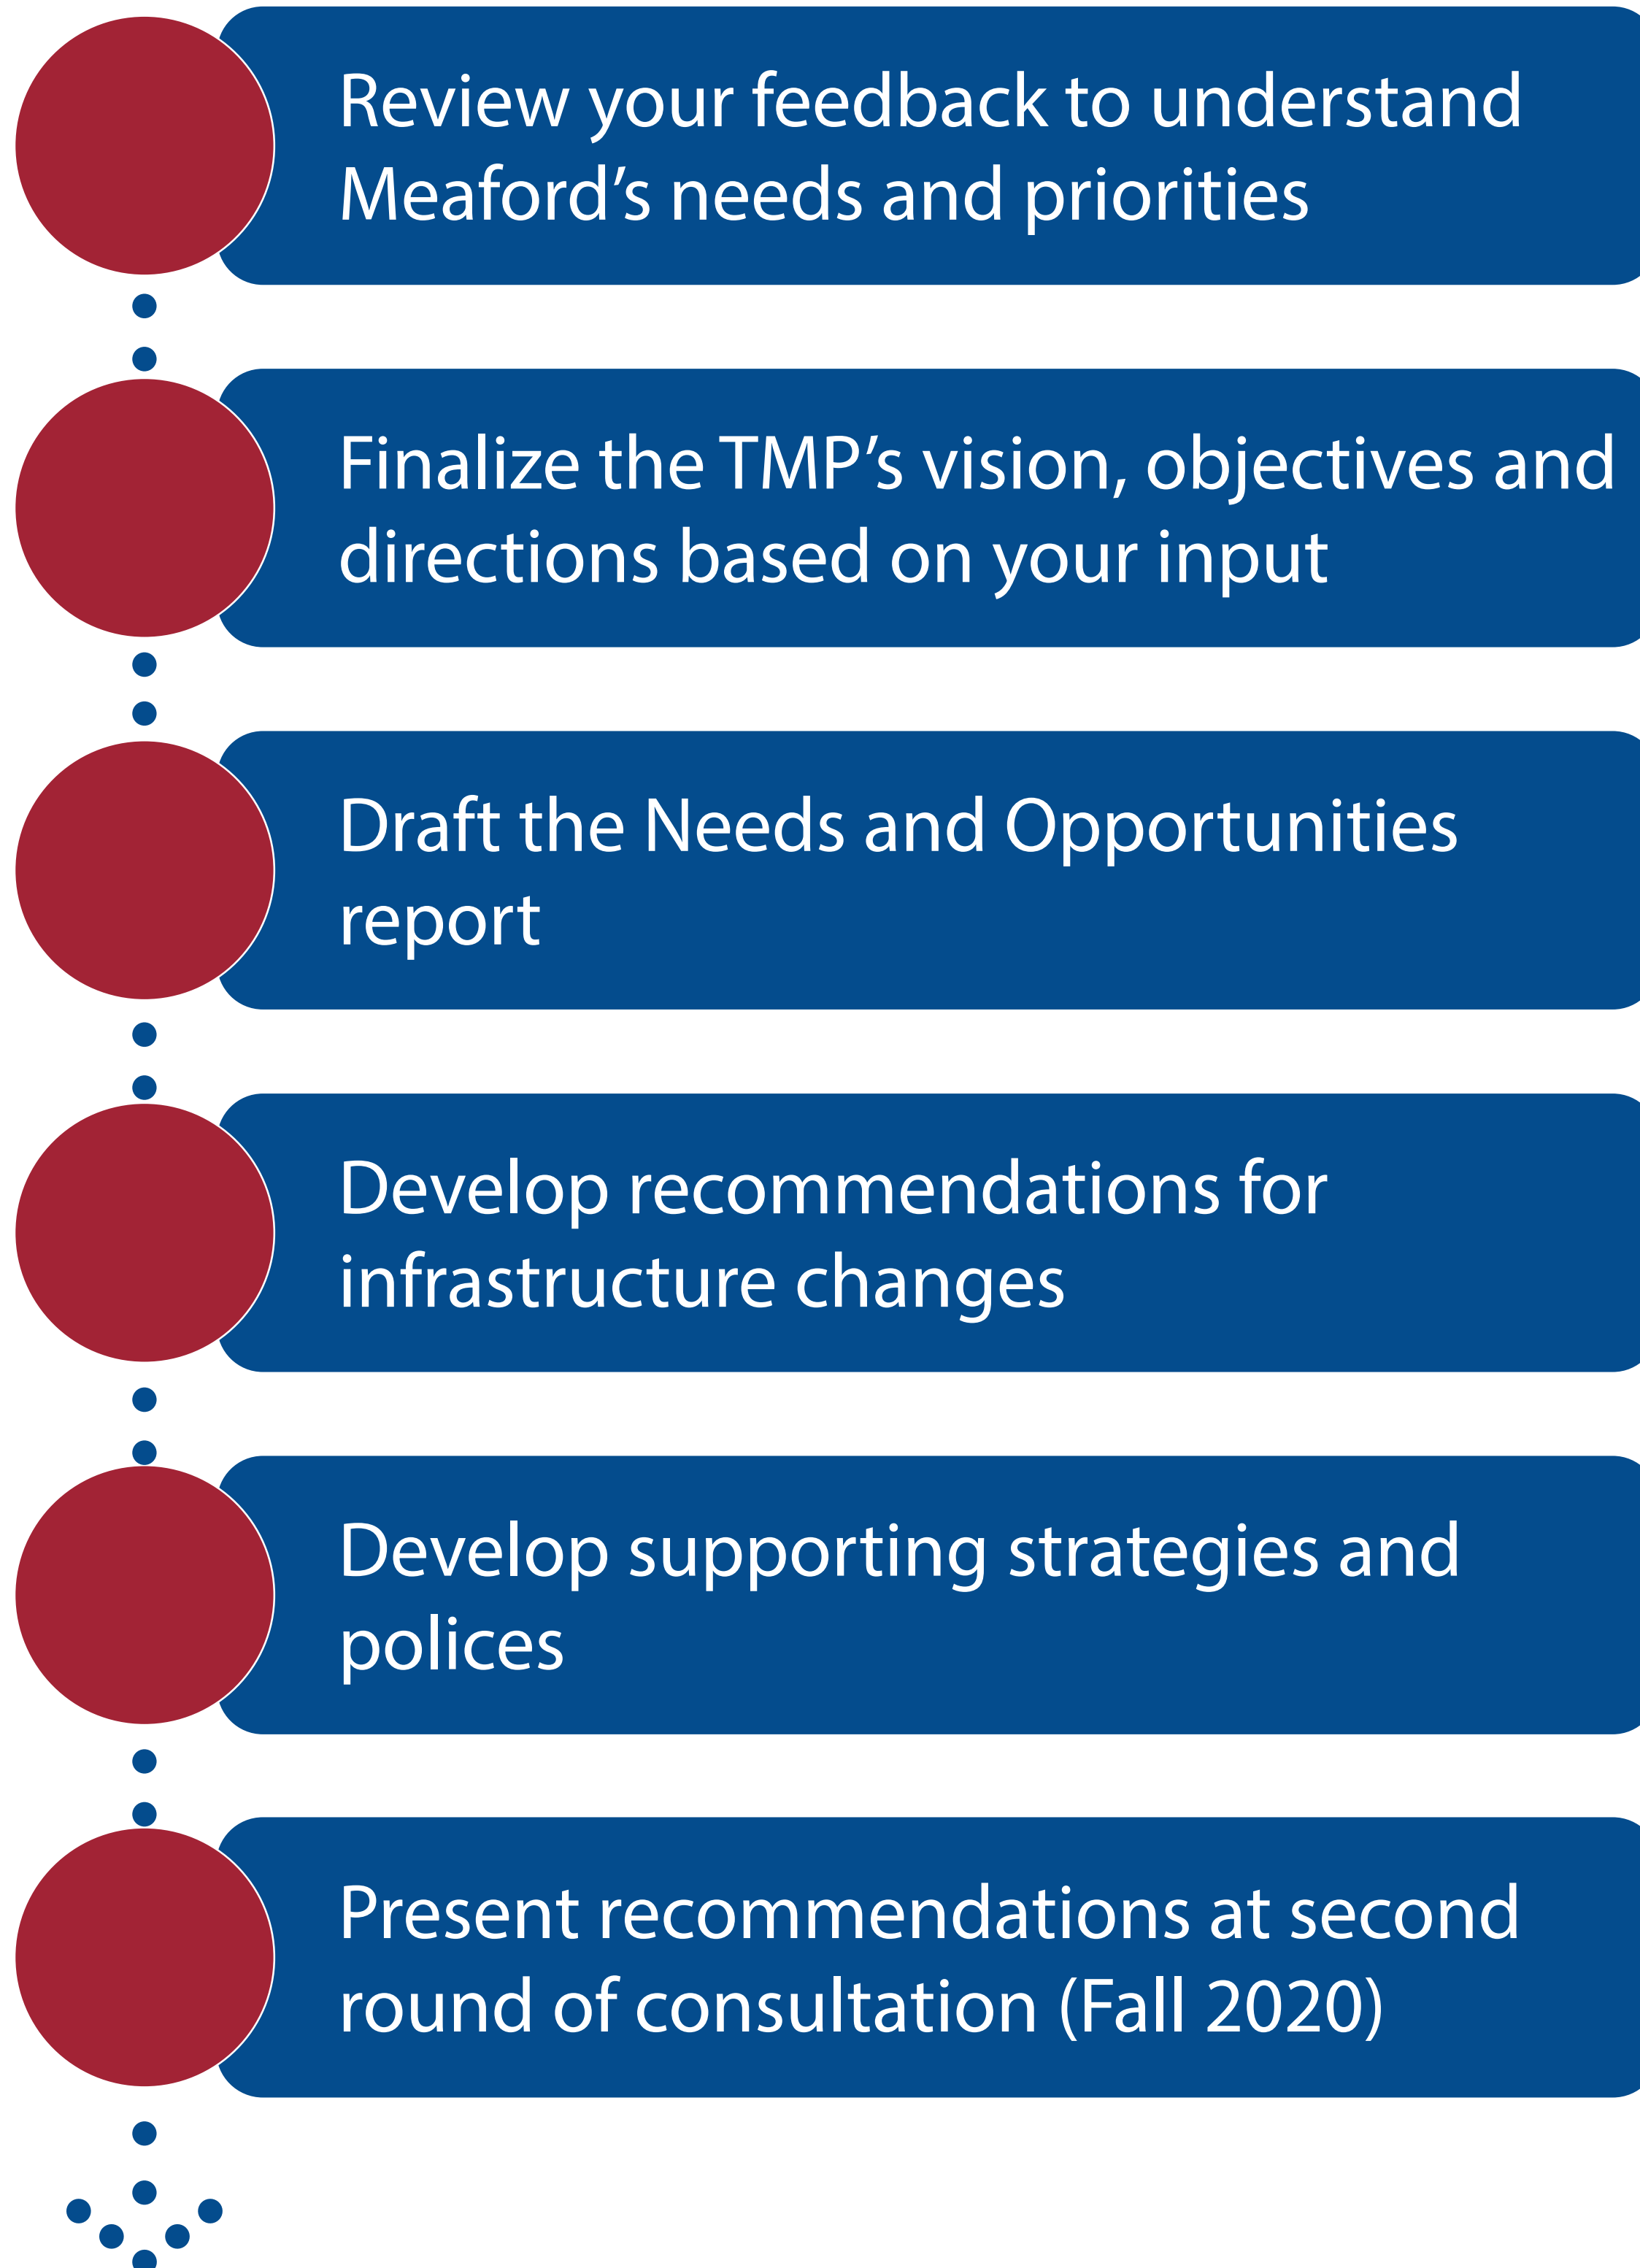 Review your feedback to understand
Meaford’s needs and priorities
Finalize the TMP’s vision, objectives and
directions based on your input
Draft the Needs and Opportunities
report
Develop recommendations for
infrastructure changes
Develop supporting strategies and
polices
Present recommendations at second
round of consultation (Fall 2020)